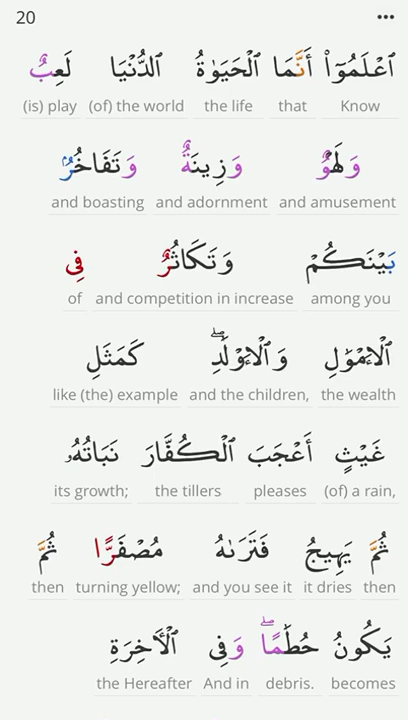 20 •••
ٱعْلَمُوٓا۟ أَنَّمَا ٱلْحَيَوٰةُ ٱلدُّنْيَا لَعِبٌ
Know that the life (of) the world (is) play
وَلَهْوٌ وَزِينَةٌ وَتَفَاخُرٌۢ
and amusement and adornment and boasting
بَيْنَكُمْ وَتَكَاثُرٌ فِى
among you and competition in increase of
ٱلْأَمْوَٰلِ وَٱلْأَوْلَـٰدِ ۖ كَمَثَلِ
the wealth and the children, like (the) example
غَيْثٍ أَعْجَبَ ٱلْكُفَّارَ نَبَاتُهُۥ
(of) a rain, pleases the tillers its growth;
ثُمَّ يَهِيجُ فَتَرَىٰهُ مُصْفَرًّا ثُمَّ
then it dries and you see it turning yellow; then
يَكُونُ حُطَـٰمًا ۖ وَفِى ٱلْـَٔاخِرَةِ
becomes debris. And in the Hereafter